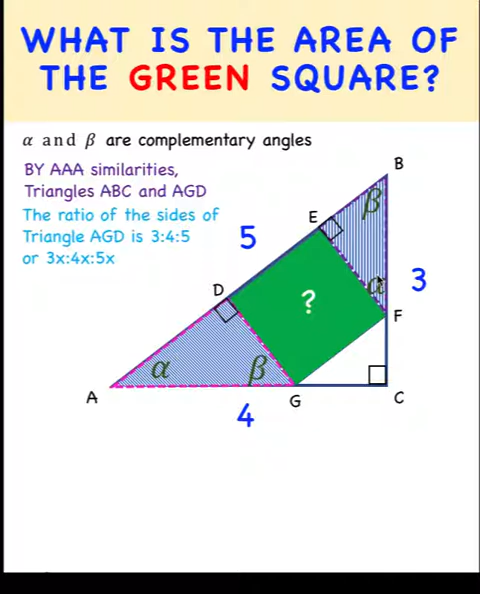 WHAT IS THE AREA OF
THE GREEN SQUARE?
α and β are complementary angles
BY AAA similarities,
Triangles ABC and AGD
The ratio of the sides of
Triangle AGD is 3:4:5
or 3x:4x:5x
B
β
E
5
α
3
D
?
F
α
β
A
G
C
4